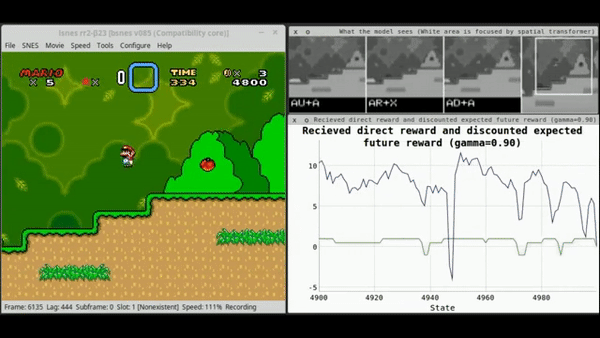 lsnes rr2-β23 [bsnes v085 (Compatibility core)]
File SNES Movie Speed Tools Configure Help
MARIO TIME
x 5 x 0 334 x 3
4800
Frame: 6135 Lag: 444 Subframe: 0 Slot: 1 [Nonexistent] Speed: 111% Recording
x o What the model sees (White area is focused by spatial transformer)
AU+A AR+X AD+A
x o Recieved direct reward and discounted expected future reward (gamma=0.90)
Recieved direct reward and discounted expected
future reward (gamma=0.90)
10
5
0
-5
4900 4920 4940 4960 4980
State